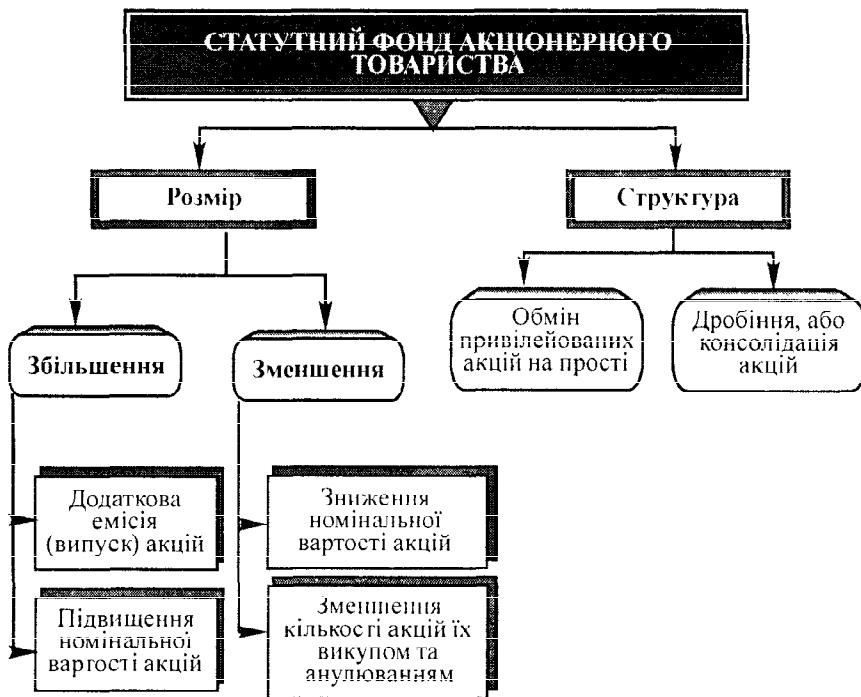 СТАТУТНИЙ ФОНД АКЦІОНЕРНОГО
ТОВАРИСТВА
Розмір
Структура
Збільшення
Зменшення
Обмін
привілейованих
акцій на прості
Дробіння, або
консолідація
акцій
Додаткова
емісія
(випуск) акцій
Зниження
номінальної
вартості акцій
Підвищення
номінальної
вартості акцій
Зменшення
кількості акцій їх
викупом та
анулюванням